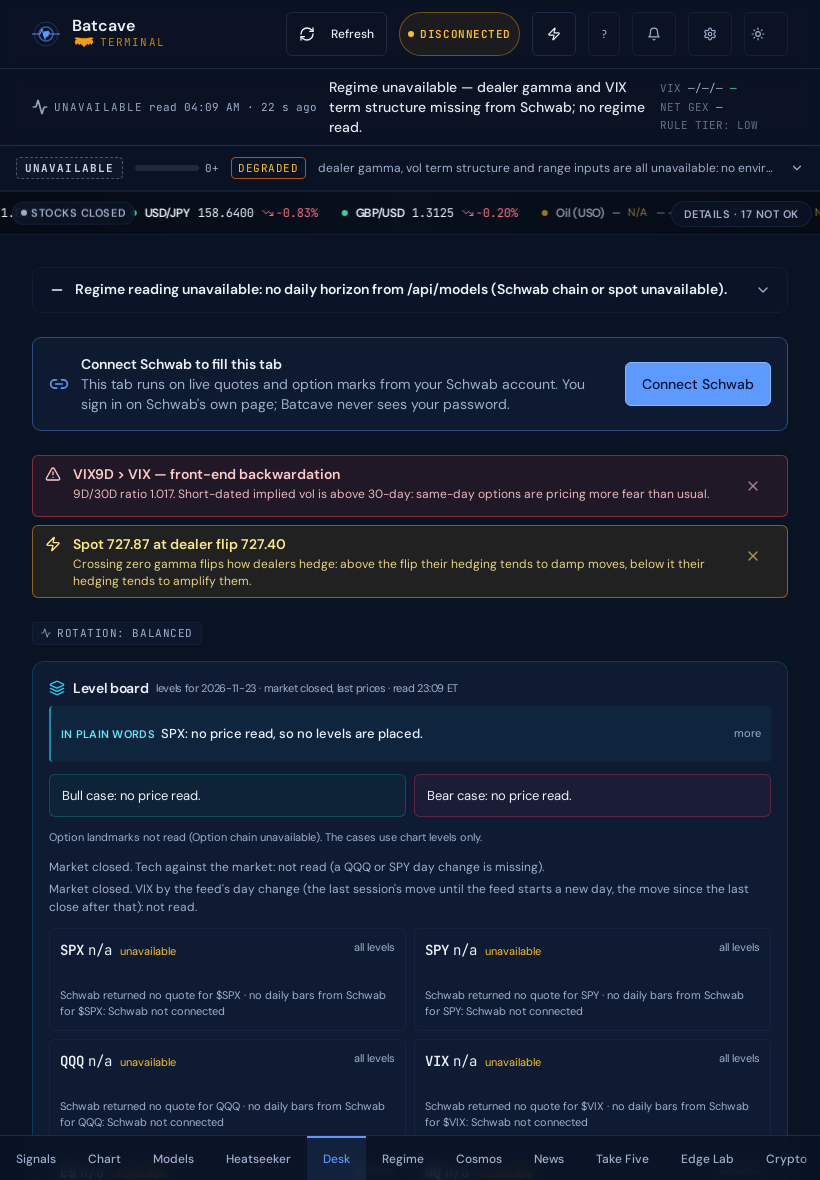 Batcave
TERMINAL
Refresh
DISCONNECTED
?
UNAVAILABLE read 04:09 AM · 22 s ago
Regime unavailable — dealer gamma and VIX
term structure missing from Schwab; no regime
read.
VIX —/—/— —
NET GEX —
RULE TIER: LOW
UNAVAILABLE
0+
DEGRADED
dealer gamma, vol term structure and range inputs are all unavailable: no envir…
1.
STOCKS CLOSED
USD/JPY 158.6400 -0.83%
GBP/USD 1.3125 -0.20%
Oil (USO) — N/A —
DETAILS · 17 NOT OK
Regime reading unavailable: no daily horizon from /api/models (Schwab chain or spot unavailable).
Connect Schwab to fill this tab
This tab runs on live quotes and option marks from your Schwab account. You
sign in on Schwab's own page; Batcave never sees your password.
Connect Schwab
VIX9D > VIX — front-end backwardation
9D/30D ratio 1.017. Short-dated implied vol is above 30-day: same-day options are pricing more fear than usual.
Spot 727.87 at dealer flip 727.40
Crossing zero gamma flips how dealers hedge: above the flip their hedging tends to damp moves, below it their
hedging tends to amplify them.
ROTATION: BALANCED
Level board levels for 2026-11-23 · market closed, last prices · read 23:09 ET
IN PLAIN WORDS SPX: no price read, so no levels are placed.
more
Bull case: no price read.
Bear case: no price read.
Option landmarks not read (Option chain unavailable). The cases use chart levels only.
Market closed. Tech against the market: not read (a QQQ or SPY day change is missing).
Market closed. VIX by the feed's day change (the last session's move until the feed starts a new day, the move since the last
close after that): not read.
SPX n/a unavailable
all levels
Schwab returned no quote for $SPX · no daily bars from Schwab
for $SPX: Schwab not connected
SPY n/a unavailable
all levels
Schwab returned no quote for SPY · no daily bars from Schwab
for SPY: Schwab not connected
QQQ n/a unavailable
all levels
Schwab returned no quote for QQQ · no daily bars from Schwab
for QQQ: Schwab not connected
VIX n/a unavailable
all levels
Schwab returned no quote for $VIX · no daily bars from Schwab
for $VIX: Schwab not connected
Signals
Chart
Models
Heatseeker
Desk
Regime
Cosmos
News
Take Five
Edge Lab
Crypto